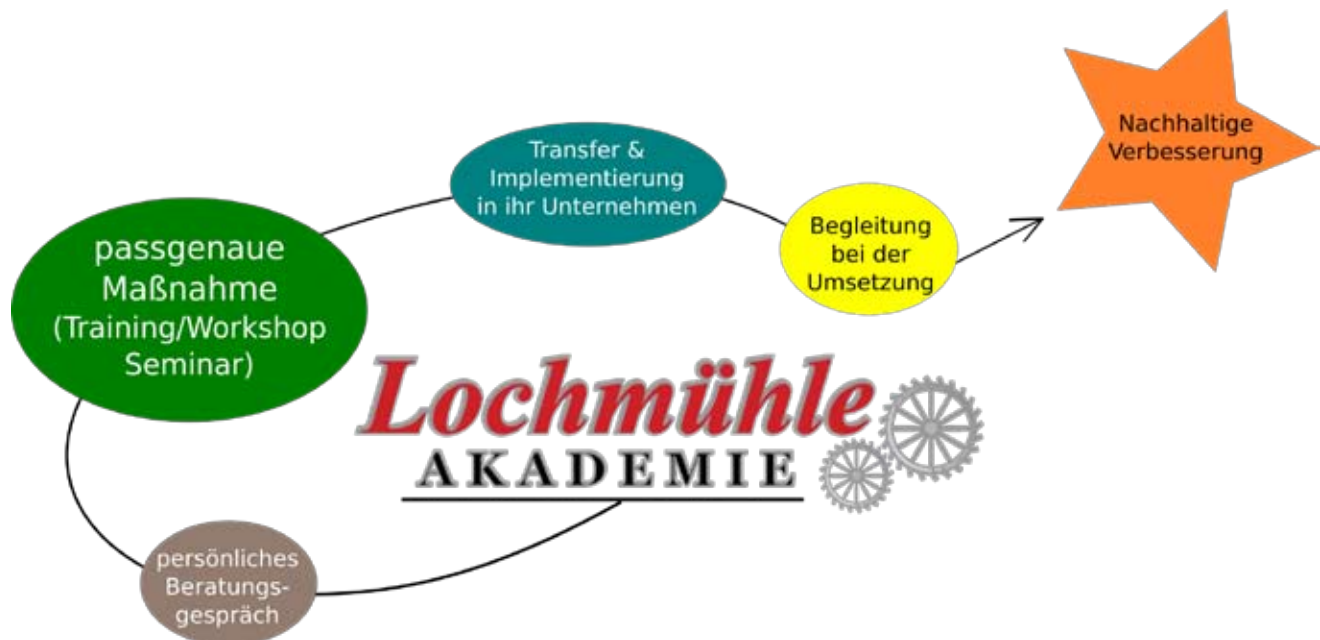 Nachhaltige
Verbesserung
Transfer &
Implementierung
in ihr Unternehmen
Begleitung
bei der
Umsetzung
passgenaue
Maßnahme
(Training/Workshop
Seminar)
Lochmühle
AKADEMIE
persönliches
Beratungs-
gespräch